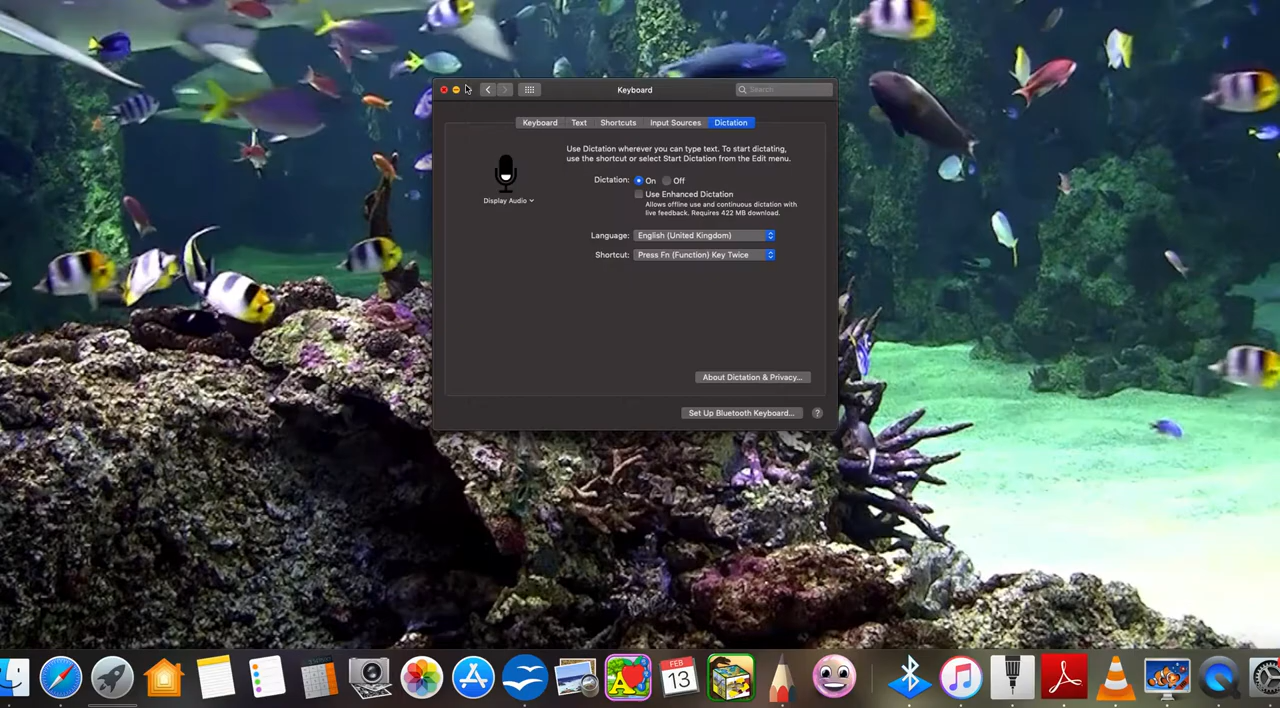 Keyboard
Search
Keyboard Text Shortcuts Input Sources Dictation
Use Dictation wherever you can type text. To start dictating,
use the shortcut or select Start Dictation from the Edit menu.
Display Audio
Dictation: On Off
Use Enhanced Dictation
Allows offline use and continuous dictation with
live feedback. Requires 422 MB download.
Language: English (United Kingdom)
Shortcut: Press Fn (Function) Key Twice
About Dictation & Privacy...
Set Up Bluetooth Keyboard... ?
FEB
13